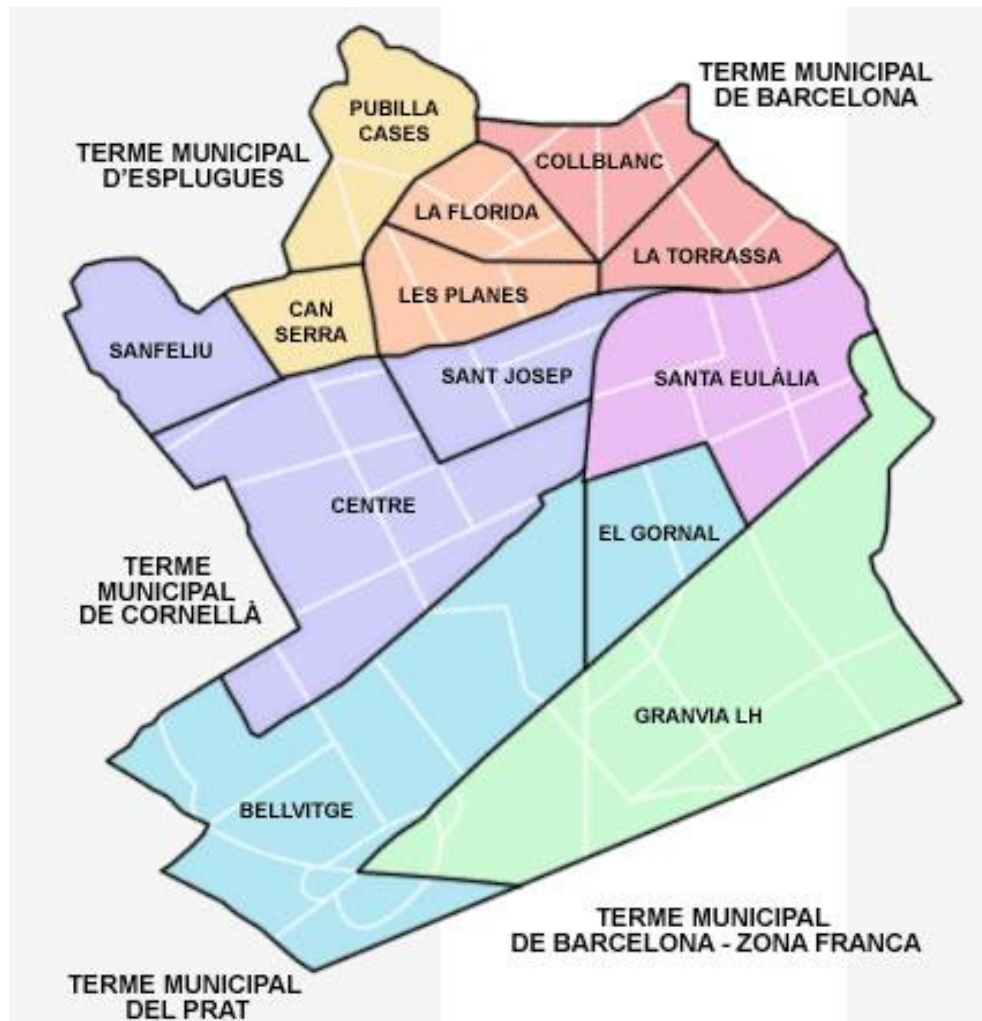 TERME MUNICIPAL
DE BARCELONA
PUBILLA
CASES
TERME MUNICIPAL
D'ESPLUGUES
COLLBLANC
LA FLORIDA
LA TORRASSA
LES PLANES
CAN
SERRA
SANFELIU
SANT JOSEP
SANTA EULÁLIA
CENTRE
EL GORNAL
TERME
MUNICIPAL
DE CORNELLÀ
GRANVIA LH
BELLVITGE
TERME MUNICIPAL
DE BARCELONA - ZONA FRANCA
TERME MUNICIPAL
DEL PRAT